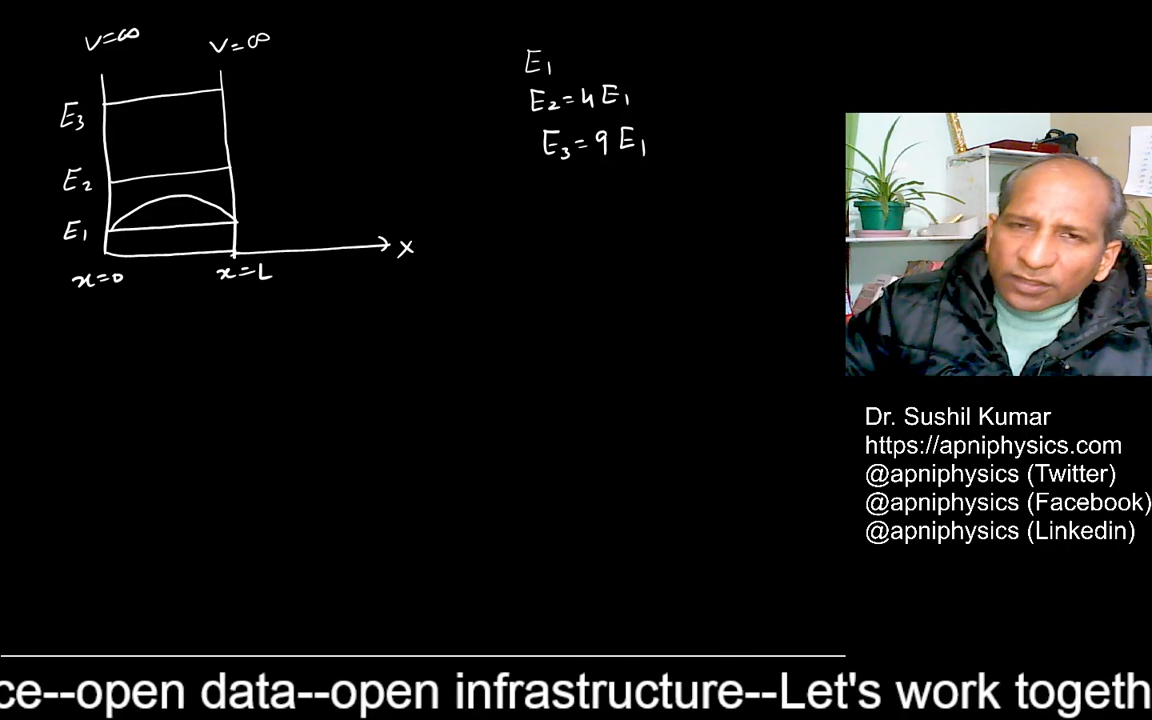 V=∞
V=∞
E₃
E₂
E₁
x=0
x=L
X
E₁
E₂=4E₁
E₃=9E₁
Dr. Sushil Kumar
https://apniphysics.com
@apniphysics (Twitter)
@apniphysics (Facebook)
@apniphysics (Linkedin)
ce--open data--open infrastructure--Let's work togeth